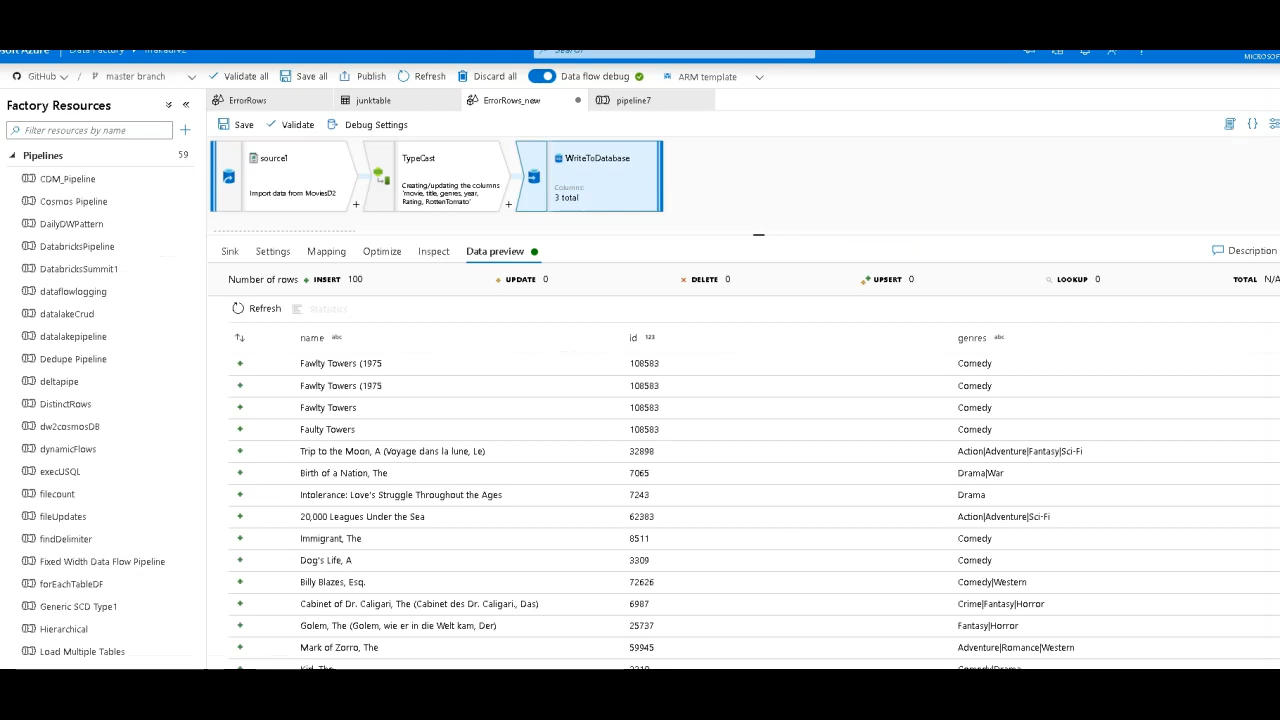 Data Factory
Search
MICROSOF
GitHub / master branch Validate all Save all Publish Refresh Discard all Data flow debug ARM template
Factory Resources
Filter resources by name
Pipelines 59
CDM_Pipeline
Cosmos Pipeline
DailyDWPattern
DatabricksPipeline
DatabricksSummit1
dataflowlogging
datalakeCrud
datalakepipeline
Dedupe Pipeline
deltapipe
DistinctRows
dw2cosmosDB
dynamicFlows
execUSQL
filecount
fileUpdates
findDelimiter
Fixed Width Data Flow Pipeline
forEachTableDF
Generic SCD Type1
Hierarchical
Load Multiple Tables
ErrorRows junktable ErrorRows_new pipeline7
Save Validate Debug Settings
source1
Import data from MoviesD2
TypeCast
Creating/updating the columns
'movie, title, genres, year,
Rating, RottenTomato'
WriteToDatabase
Columns:
3 total
Sink Settings Mapping Optimize Inspect Data preview Description
Number of rows INSERT 100 UPDATE 0 DELETE 0 UPSERT 0 LOOKUP 0 TOTAL N/A
Refresh Statistics
name abc id 123 genres abc
Fawlty Towers (1975 108583 Comedy
Fawlty Towers (1975 108583 Comedy
Fawlty Towers 108583 Comedy
Faulty Towers 108583 Comedy
Trip to the Moon, A (Voyage dans la lune, Le) 32898 Action|Adventure|Fantasy|Sci-Fi
Birth of a Nation, The 7065 Drama|War
Intolerance: Love's Struggle Throughout the Ages 7243 Drama
20,000 Leagues Under the Sea 62383 Action|Adventure|Sci-Fi
Immigrant, The 8511 Comedy
Dog's Life, A 3309 Comedy
Billy Blazes, Esq. 72626 Comedy|Western
Cabinet of Dr. Caligari, The (Cabinet des Dr. Caligari., Das) 6987 Crime|Fantasy|Horror
Golem, The (Golem, wie er in die Welt kam, Der) 25737 Fantasy|Horror
Mark of Zorro, The 59945 Adventure|Romance|Western
Kid, The Comedy|Drama